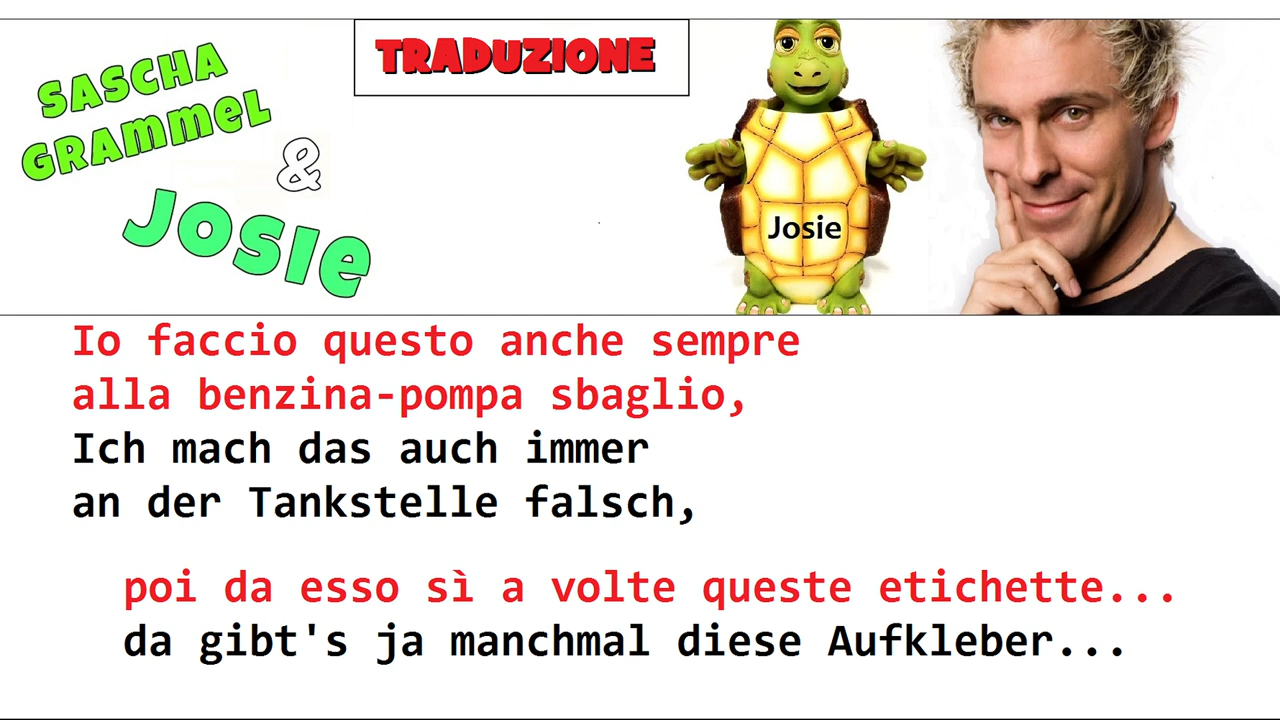 SASCHA
GRAMMEL
&
JOSIE
TRADUZIONE
Josie
Io faccio questo anche sempre
alla benzina-pompa sbaglio,
Ich mach das auch immer
an der Tankstelle falsch,
poi da esso sì a volte queste etichette...
da gibt's ja manchmal diese Aufkleber...